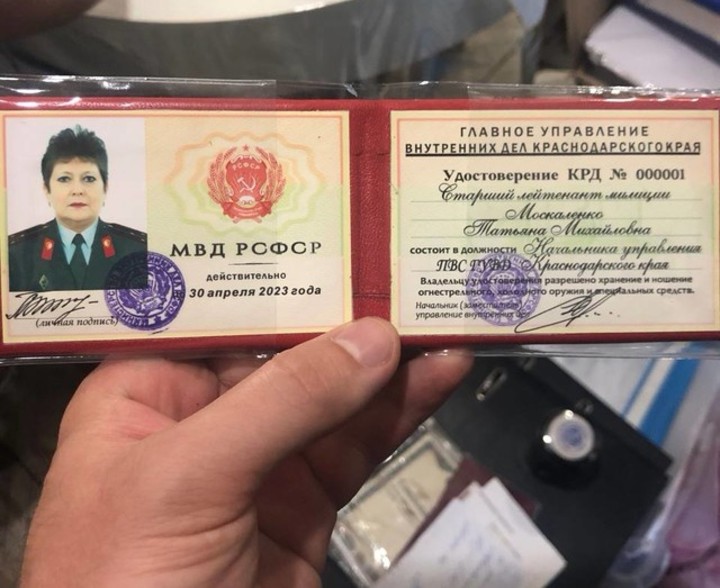 МВД РСФСР
действительно
30 апреля 2023 года
(личная подпись)
ГЛАВНОЕ УПРАВЛЕНИЕ
ВНУТРЕННИХ ДЕЛ КРАСНОДАРСКОГО КРАЯ
Удостоверение КРД № 000001
Старший лейтенант милиции
Москаленко
Татьяна Михайловна
состоит в должности Начальника управления
ПВС ГУВД Краснодарского края
Владельцу удостоверения разрешено хранение и ношение
огнестрельного, холодного оружия и специальных средств.
Начальник (заместитель)
управление внутренних дел